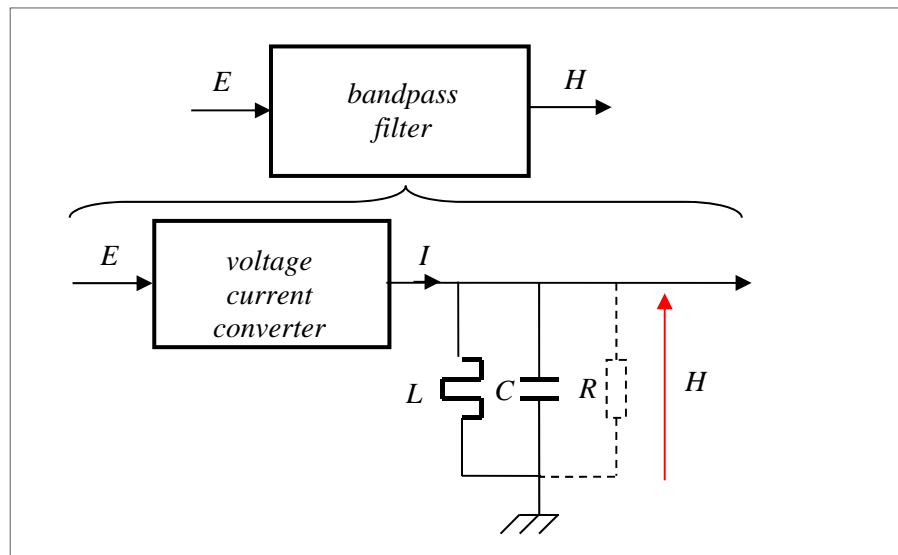 E
bandpass
filter
H
E
voltage
current
converter
I
L
C
R
H